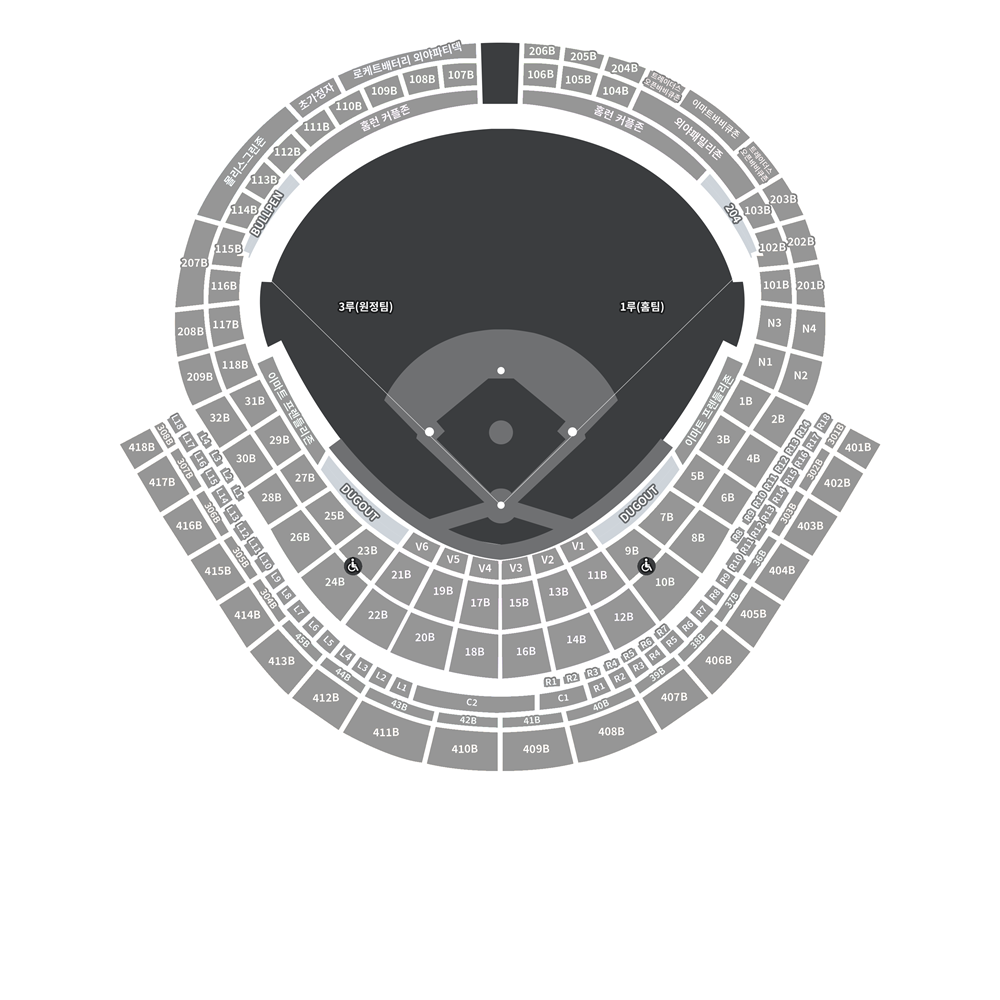 로케트배터리 외야파티덱
206B
205B
204B
트레이더스
오픈바비큐존
이마트바비큐존
초가정자
110B
109B
108B
107B
106B
105B
104B
홈런 커플존
홈런 커플존
외야패밀리존
트레이더스
오픈바비큐존
몰리스그린존
111B
112B
113B
114B
BULLPEN
204
103B
203B
115B
207B
102B
202B
116B
101B
201B
3루(원정팀)
1루(홈팀)
208B
117B
N3
N4
209B
118B
N1
N2
이마트 프렌들리존
이마트 프렌들리존
31B
32B
1B
2B
29B
30B
3B
4B
27B
28B
5B
6B
25B
26B
7B
8B
DUGOUT
DUGOUT
23B
24B
V6
V5
V4
V3
V2
V1
9B
10B
21B
22B
19B
20B
17B
18B
15B
16B
13B
14B
11B
12B
L18
L17
L16
L15
L14
L13
L12
L11
L10
L9
L8
L7
L6
L5
L4
L3
L2
L1
L4
L3
L2
L1
C2
C1
R1
R2
R3
R4
R5
R6
R7
R8
R9
R10
R11
R12
R13
R14
R1
R2
R3
R4
R5
R6
R7
R8
R9
R10
R11
R12
R13
R14
R15
R16
R17
R18
308B
307B
306B
305B
304B
45B
44B
43B
42B
41B
40B
39B
38B
37B
36B
303B
302B
301B
418B
417B
416B
415B
414B
413B
412B
411B
410B
409B
408B
407B
406B
405B
404B
403B
402B
401B